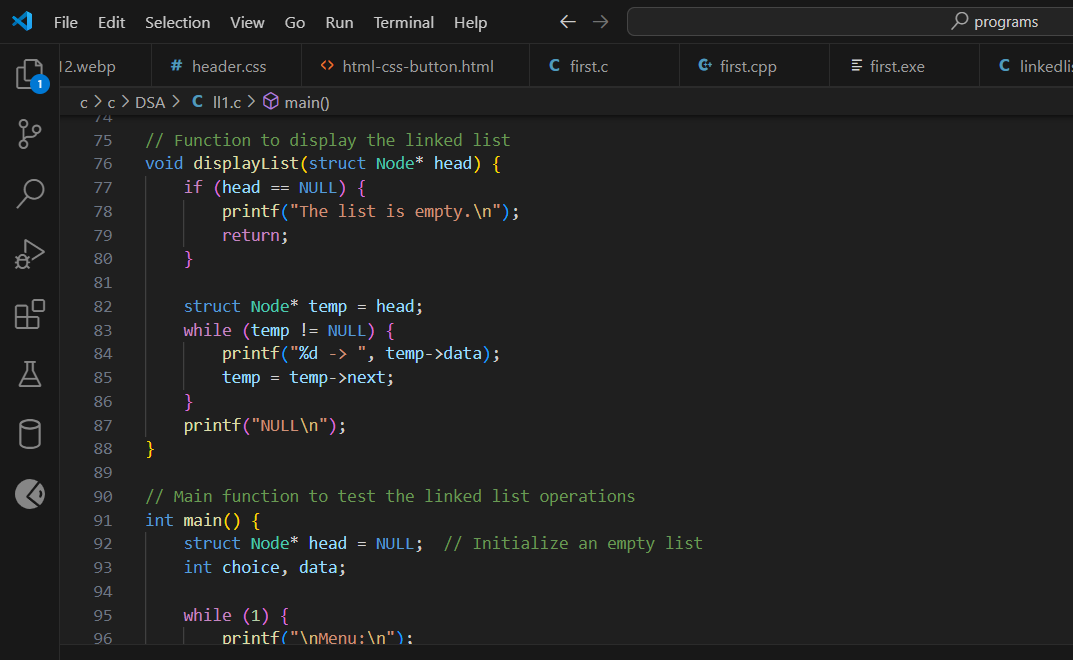 File Edit Selection View Go Run Terminal Help programs
12.webp # header.css <> html-css-button.html C first.c first.cpp first.exe C linkedlis
1
c > c > DSA > C ll1.c > main()
74
75 // Function to display the linked list
76 void displayList(struct Node* head) {
77 if (head == NULL) {
78 printf("The list is empty.\n");
79 return;
80 }
81
82 struct Node* temp = head;
83 while (temp != NULL) {
84 printf("%d -> ", temp->data);
85 temp = temp->next;
86 }
87 printf("NULL\n");
88 }
89
90 // Main function to test the linked list operations
91 int main() {
92 struct Node* head = NULL; // Initialize an empty list
93 int choice, data;
94
95 while (1) {
96 printf("\nMenu:\n");